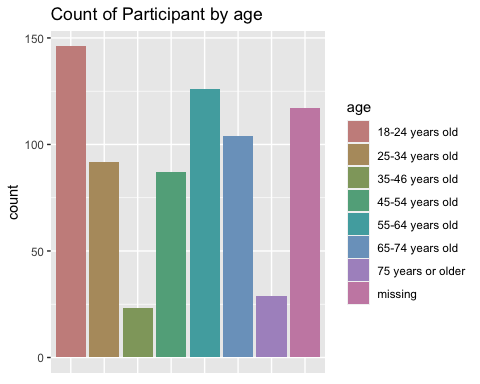 Count of Participant by age
150
100
50
0
count
age
18-24 years old
25-34 years old
35-46 years old
45-54 years old
55-64 years old
65-74 years old
75 years or older
missing